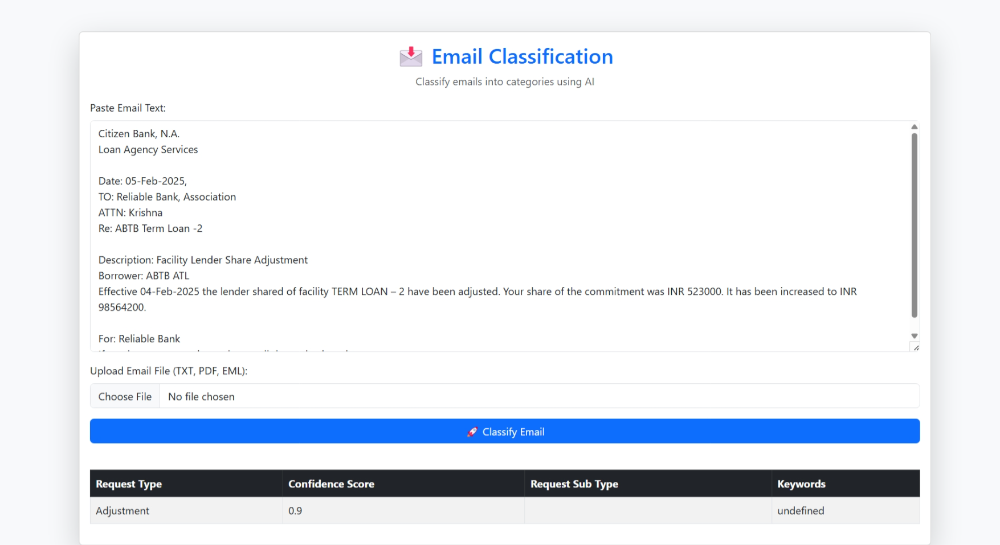 Email Classification
Classify emails into categories using AI
Paste Email Text:
Citizen Bank, N.A.
Loan Agency Services
Date: 05-Feb-2025,
TO: Reliable Bank, Association
ATTN: Krishna
Re: ABTB Term Loan -2
Description: Facility Lender Share Adjustment
Borrower: ABTB ATL
Effective 04-Feb-2025 the lender shared of facility TERM LOAN – 2 have been adjusted. Your share of the commitment was INR 523000. It has been increased to INR
98564200.
For: Reliable Bank
Upload Email File (TXT, PDF, EML):
Choose File No file chosen
Classify Email
Request Type Confidence Score Request Sub Type Keywords
Adjustment 0.9 undefined